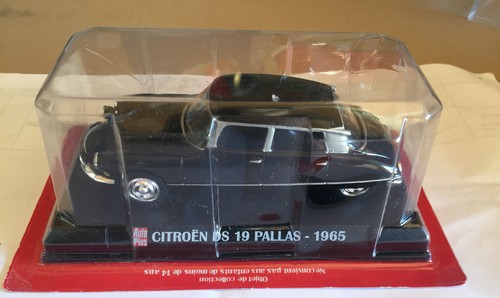 Auto
Plus
CITROËN DS 19 PALLAS - 1965
Objet de collection
Ne convient pas aux enfants de moins de 14 ans